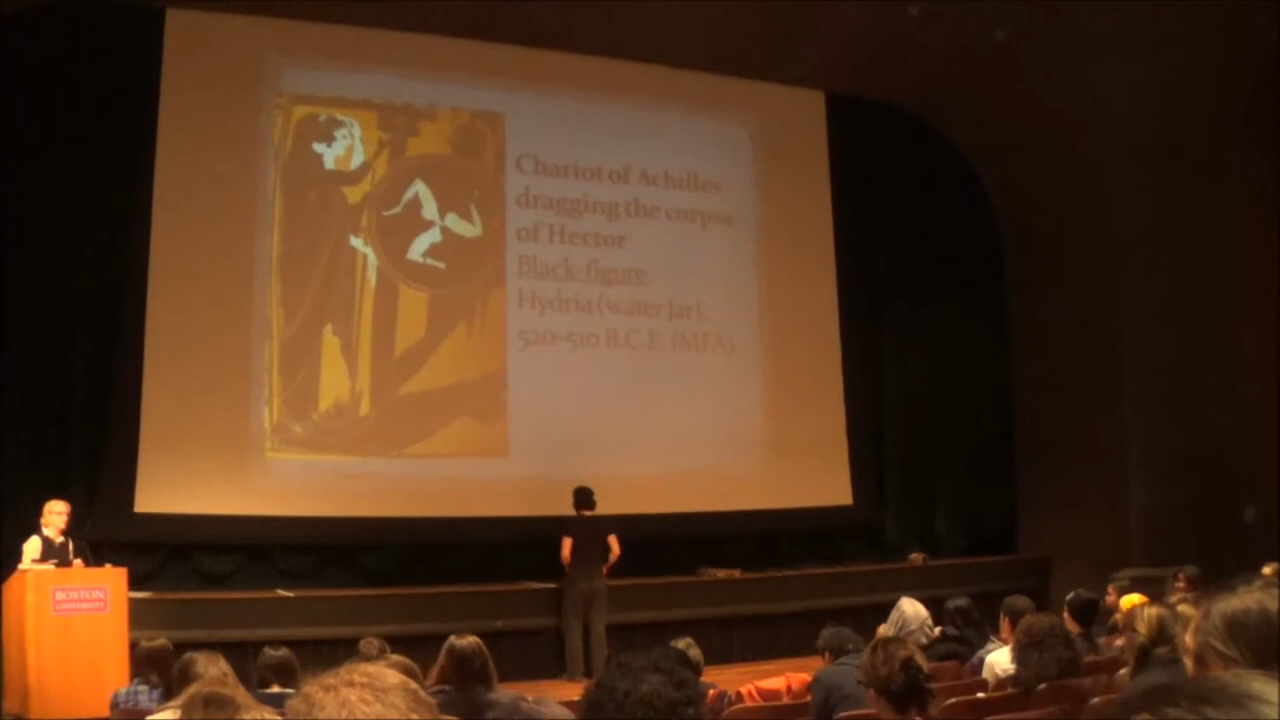 Chariot of Achilles
dragging the corpse
of Hector
Black-figure
Hydria (water jar),
520-510 B.C.E. (MFA)
BOSTON
UNIVERSITY